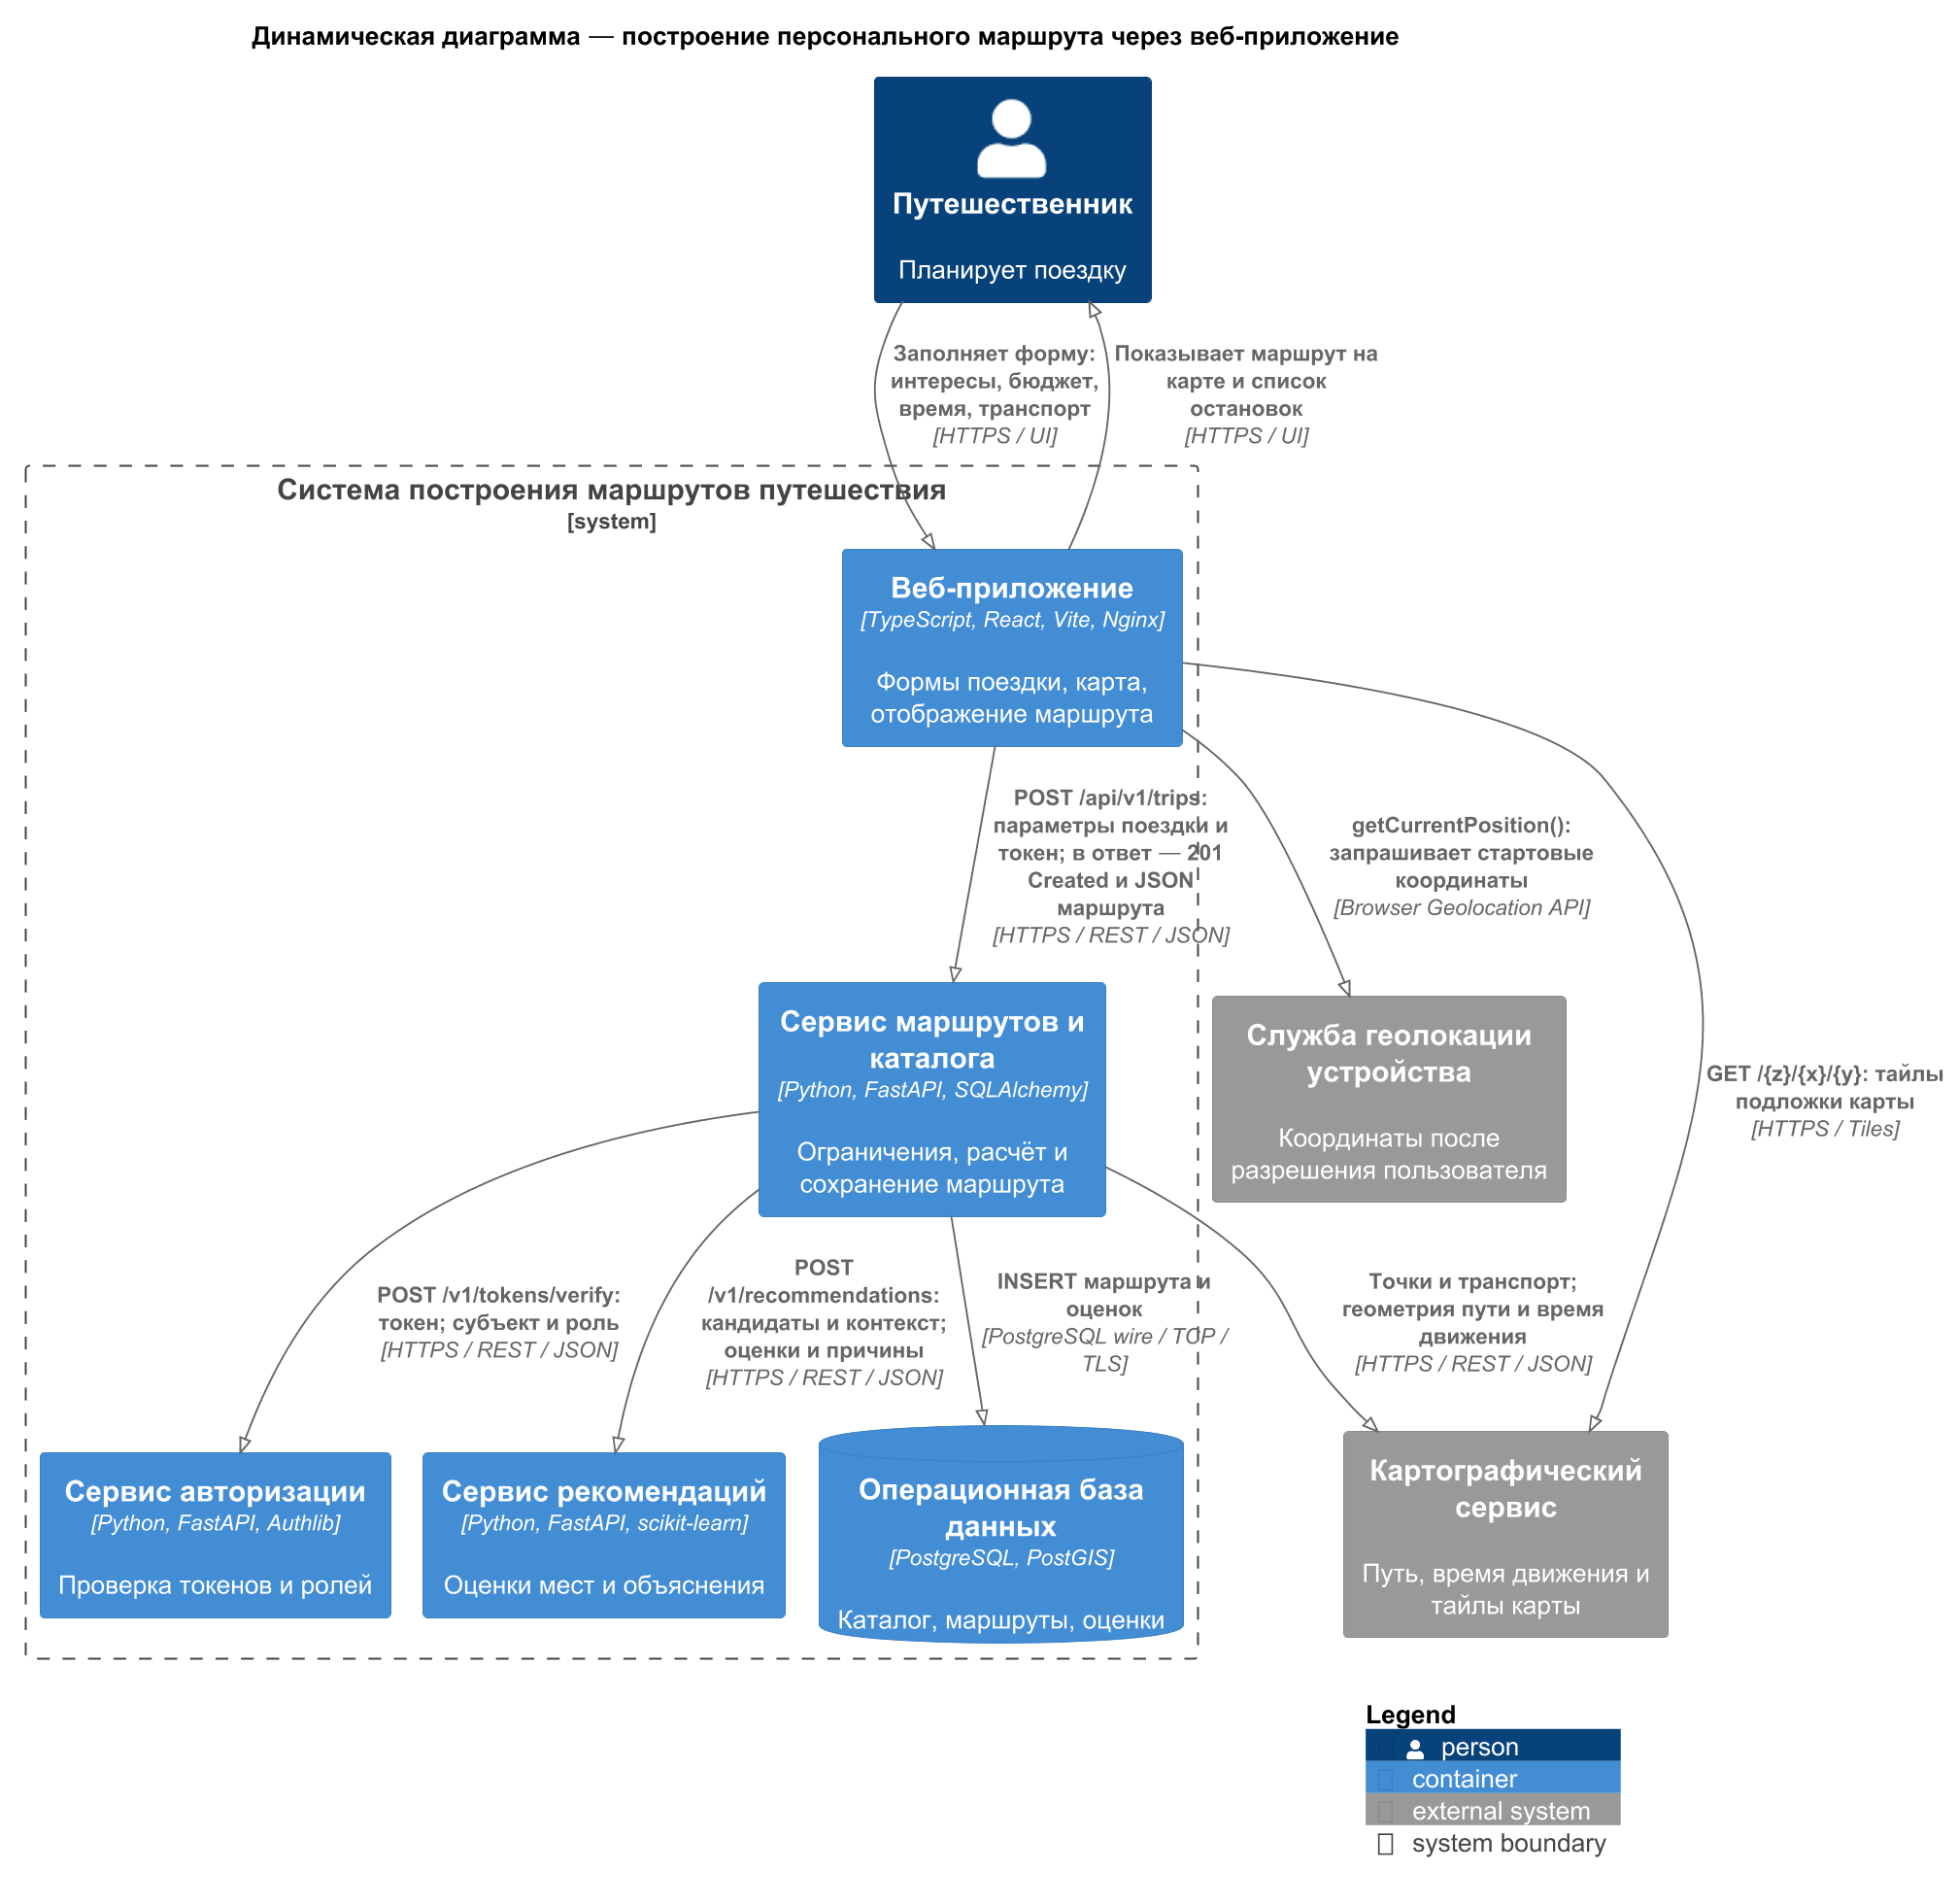 Динамическая диаграмма — построение персонального маршрута через веб-приложение
Путешественник
Планирует поездку
Заполняет форму:
интересы, бюджет,
время, транспорт
[HTTPS / UI]
Показывает маршрут на
карте и список
остановок
[HTTPS / UI]
Система построения маршрутов путешествия
[system]
Веб-приложение
[TypeScript, React, Vite, Nginx]
Формы поездки, карта,
отображение маршрута
POST /api/v1/trips:
параметры поездки и
токен; в ответ — 201
Created и JSON
маршрута
[HTTPS / REST / JSON]
getCurrentPosition():
запрашивает стартовые
координаты
[Browser Geolocation API]
Сервис маршрутов и
каталога
[Python, FastAPI, SQLAlchemy]
Ограничения, расчёт и
сохранение маршрута
Служба геолокации
устройства
Координаты после
разрешения пользователя
GET /{z}/{x}/{y}: тайлы
подложки карты
[HTTPS / Tiles]
POST /v1/tokens/verify:
токен; субъект и роль
[HTTPS / REST / JSON]
POST
/v1/recommendations:
кандидаты и контекст;
оценки и причины
[HTTPS / REST / JSON]
INSERT маршрута и
оценок
[PostgreSQL wire / TCP /
TLS]
Точки и транспорт;
геометрия пути и время
движения
[HTTPS / REST / JSON]
Сервис авторизации
[Python, FastAPI, Authlib]
Проверка токенов и ролей
Сервис рекомендаций
[Python, FastAPI, scikit-learn]
Оценки мест и объяснения
Операционная база
данных
[PostgreSQL, PostGIS]
Каталог, маршруты, оценки
Картографический
сервис
Путь, время движения и
тайлы карты
Legend
person
container
external system
system boundary